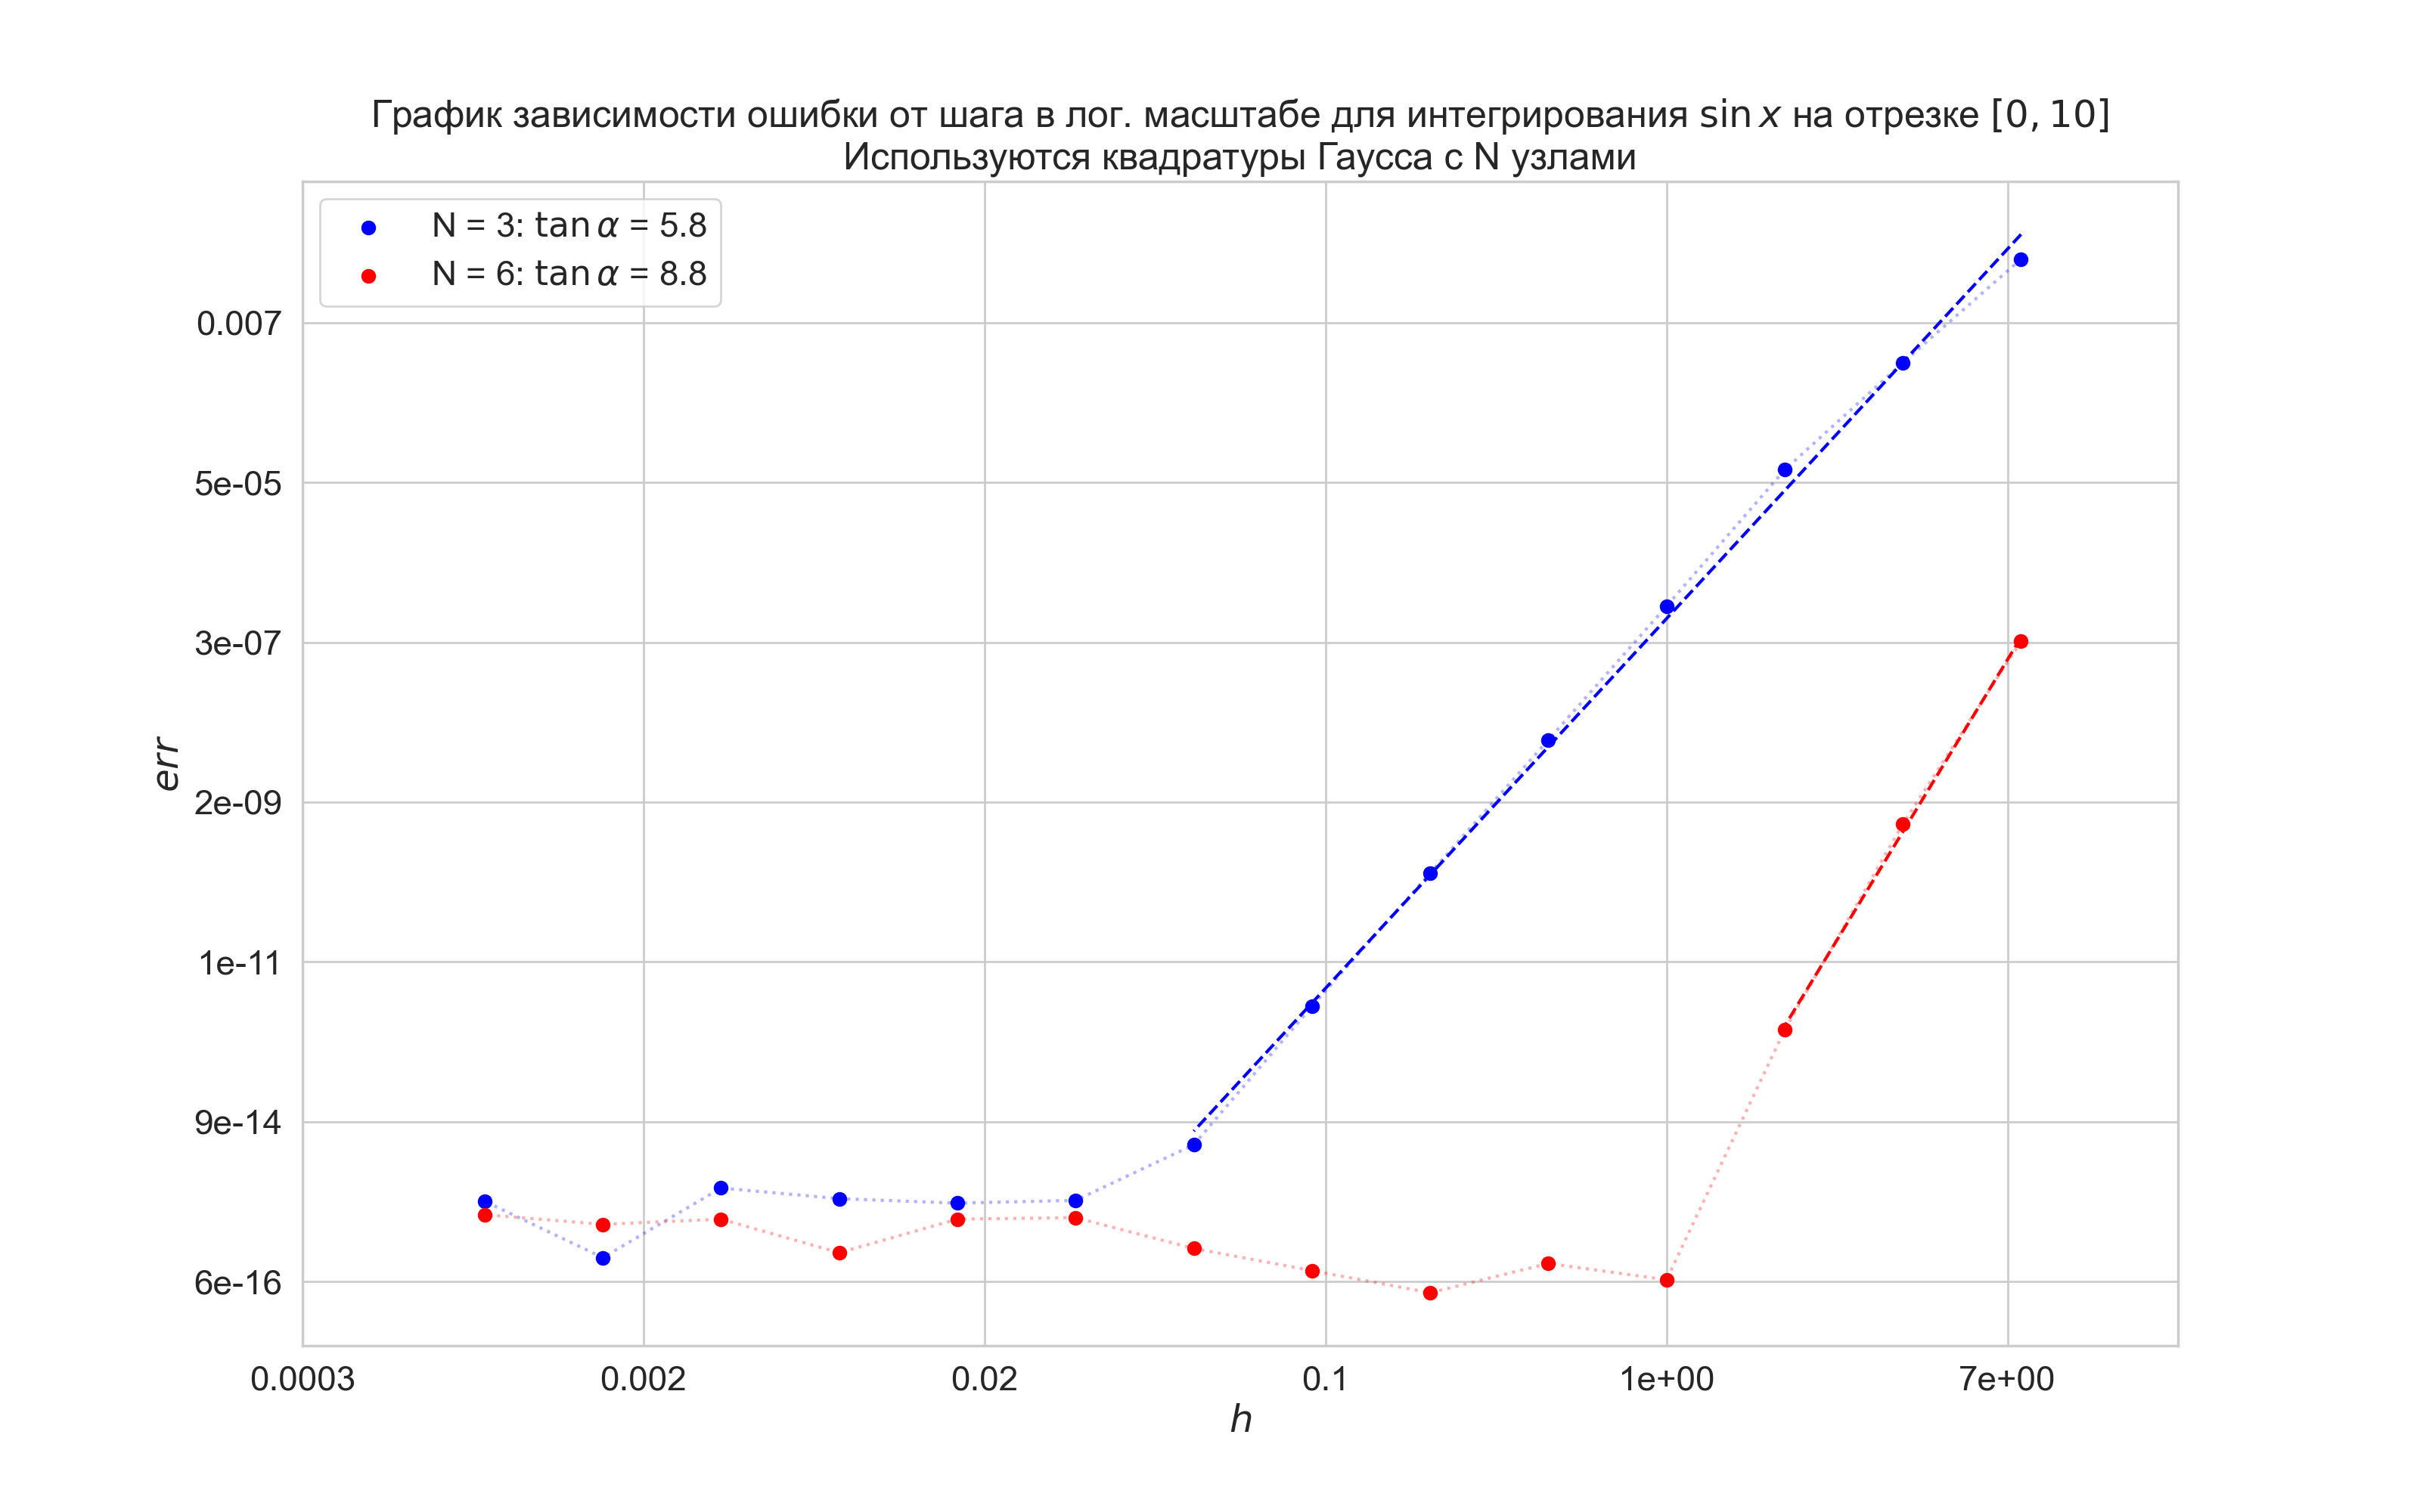 График зависимости ошибки от шага в лог. масштабе для интегрирования sin x на отрезке [0, 10]
Используются квадратуры Гаусса с N узлами
N = 3: tan α = 5.8
N = 6: tan α = 8.8
0.007
5e-05
3e-07
2e-09
1e-11
9e-14
6e-16
err
0.0003
0.002
0.02
0.1
1e+00
7e+00
h